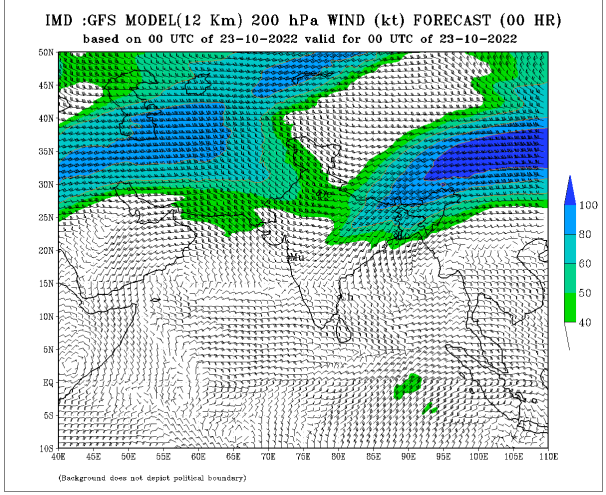 IMD :GFS MODEL(12 Km) 200 hPa WIND (kt) FORECAST (00 HR)
based on 00 UTC of 23-10-2022 valid for 00 UTC of 23-10-2022
50N
45N
40N
35N
30N
25N
20N
15N
10N
5N
EQ
5S
10S
40E 45E 50E 55E 60E 65E 70E 75E 80E 85E 90E 95E 100E 105E 110E
Mu
Ch
100
80
60
50
40
(Background does not depict political boundary)